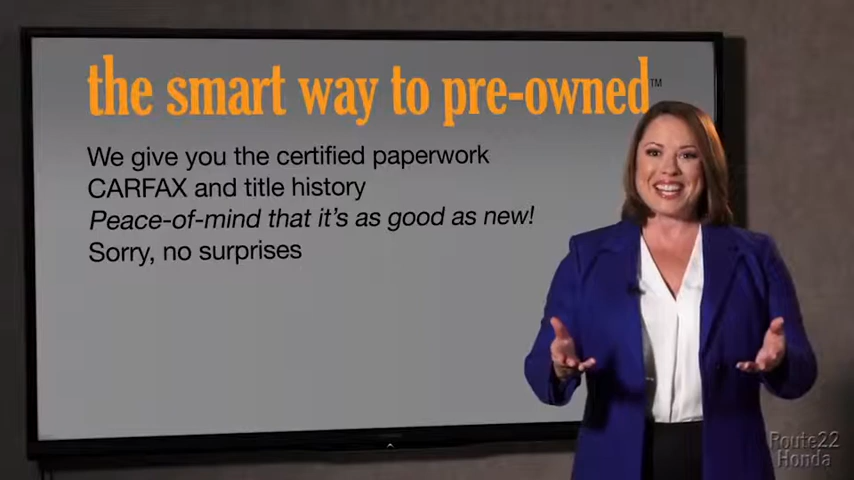 the smart way to pre-owned™
We give you the certified paperwork
CARFAX and title history
Peace-of-mind that it's as good as new!
Sorry, no surprises
Route22
Honda